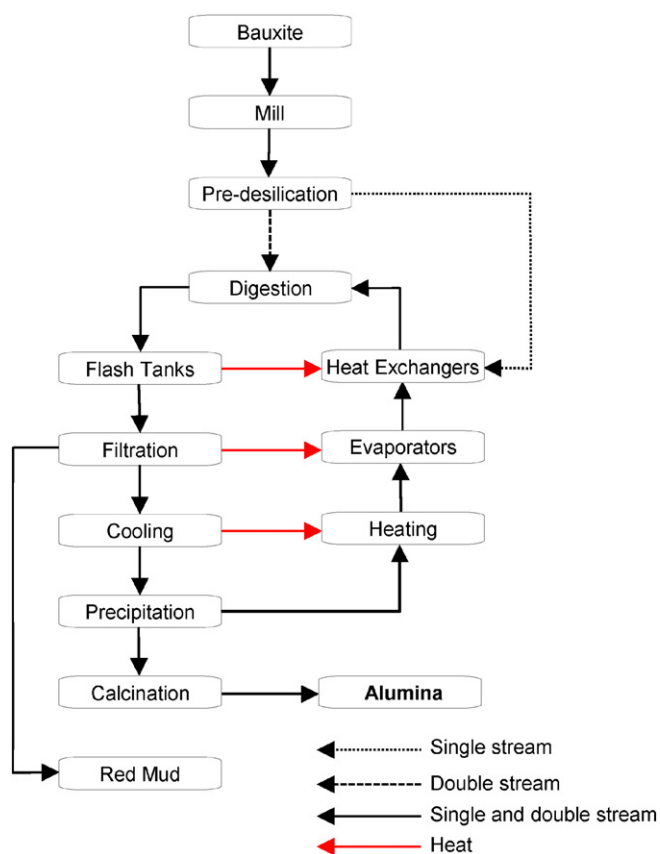 Bauxite
Mill
Pre-desilication
Digestion
Flash Tanks
Heat Exchangers
Filtration
Evaporators
Cooling
Heating
Precipitation
Calcination
Alumina
Red Mud
Single stream
Double stream
Single and double stream
Heat